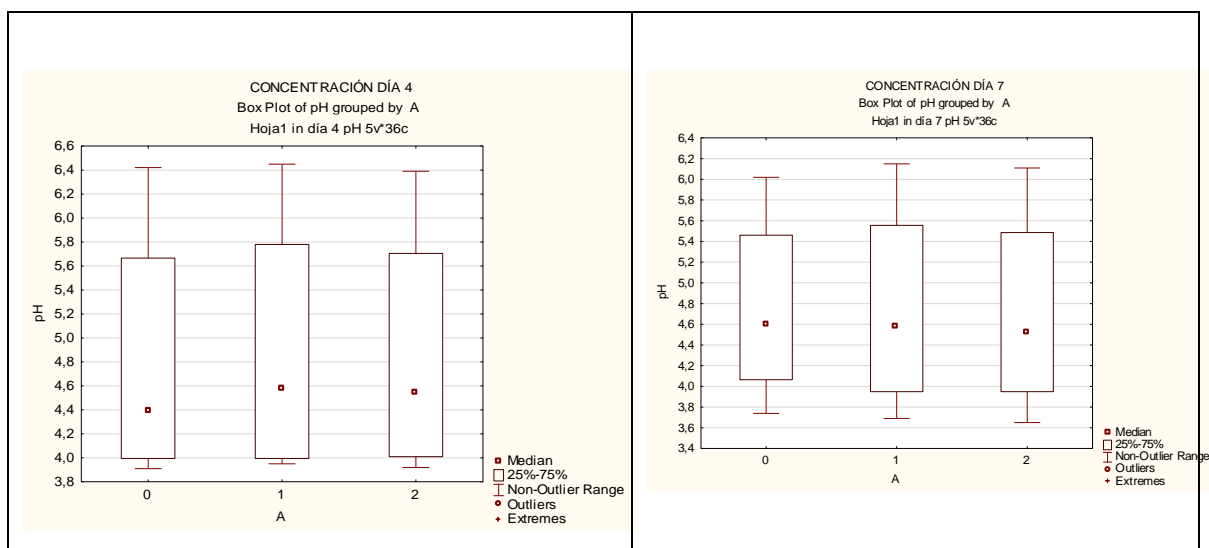 CONCENTRACIÓN DÍA 4
Box Plot of pH grouped by A
Hoja1 in día 4 pH 5v*36c
6,6
6,4
6,2
6,0
5,8
5,6
5,4
5,2
5,0
4,8
4,6
4,4
4,2
4,0
3,8
pH
0 1 2
A
Median
25%-75%
Non-Outlier Range
Outliers
Extremes
CONCENTRACIÓN DÍA 7
Box Plot of pH grouped by A
Hoja1 in día 7 pH 5v*36c
6,4
6,2
6,0
5,8
5,6
5,4
5,2
5,0
4,8
4,6
4,4
4,2
4,0
3,8
3,6
3,4
pH
0 1 2
A
Median
25%-75%
Non-Outlier Range
Outliers
Extremes